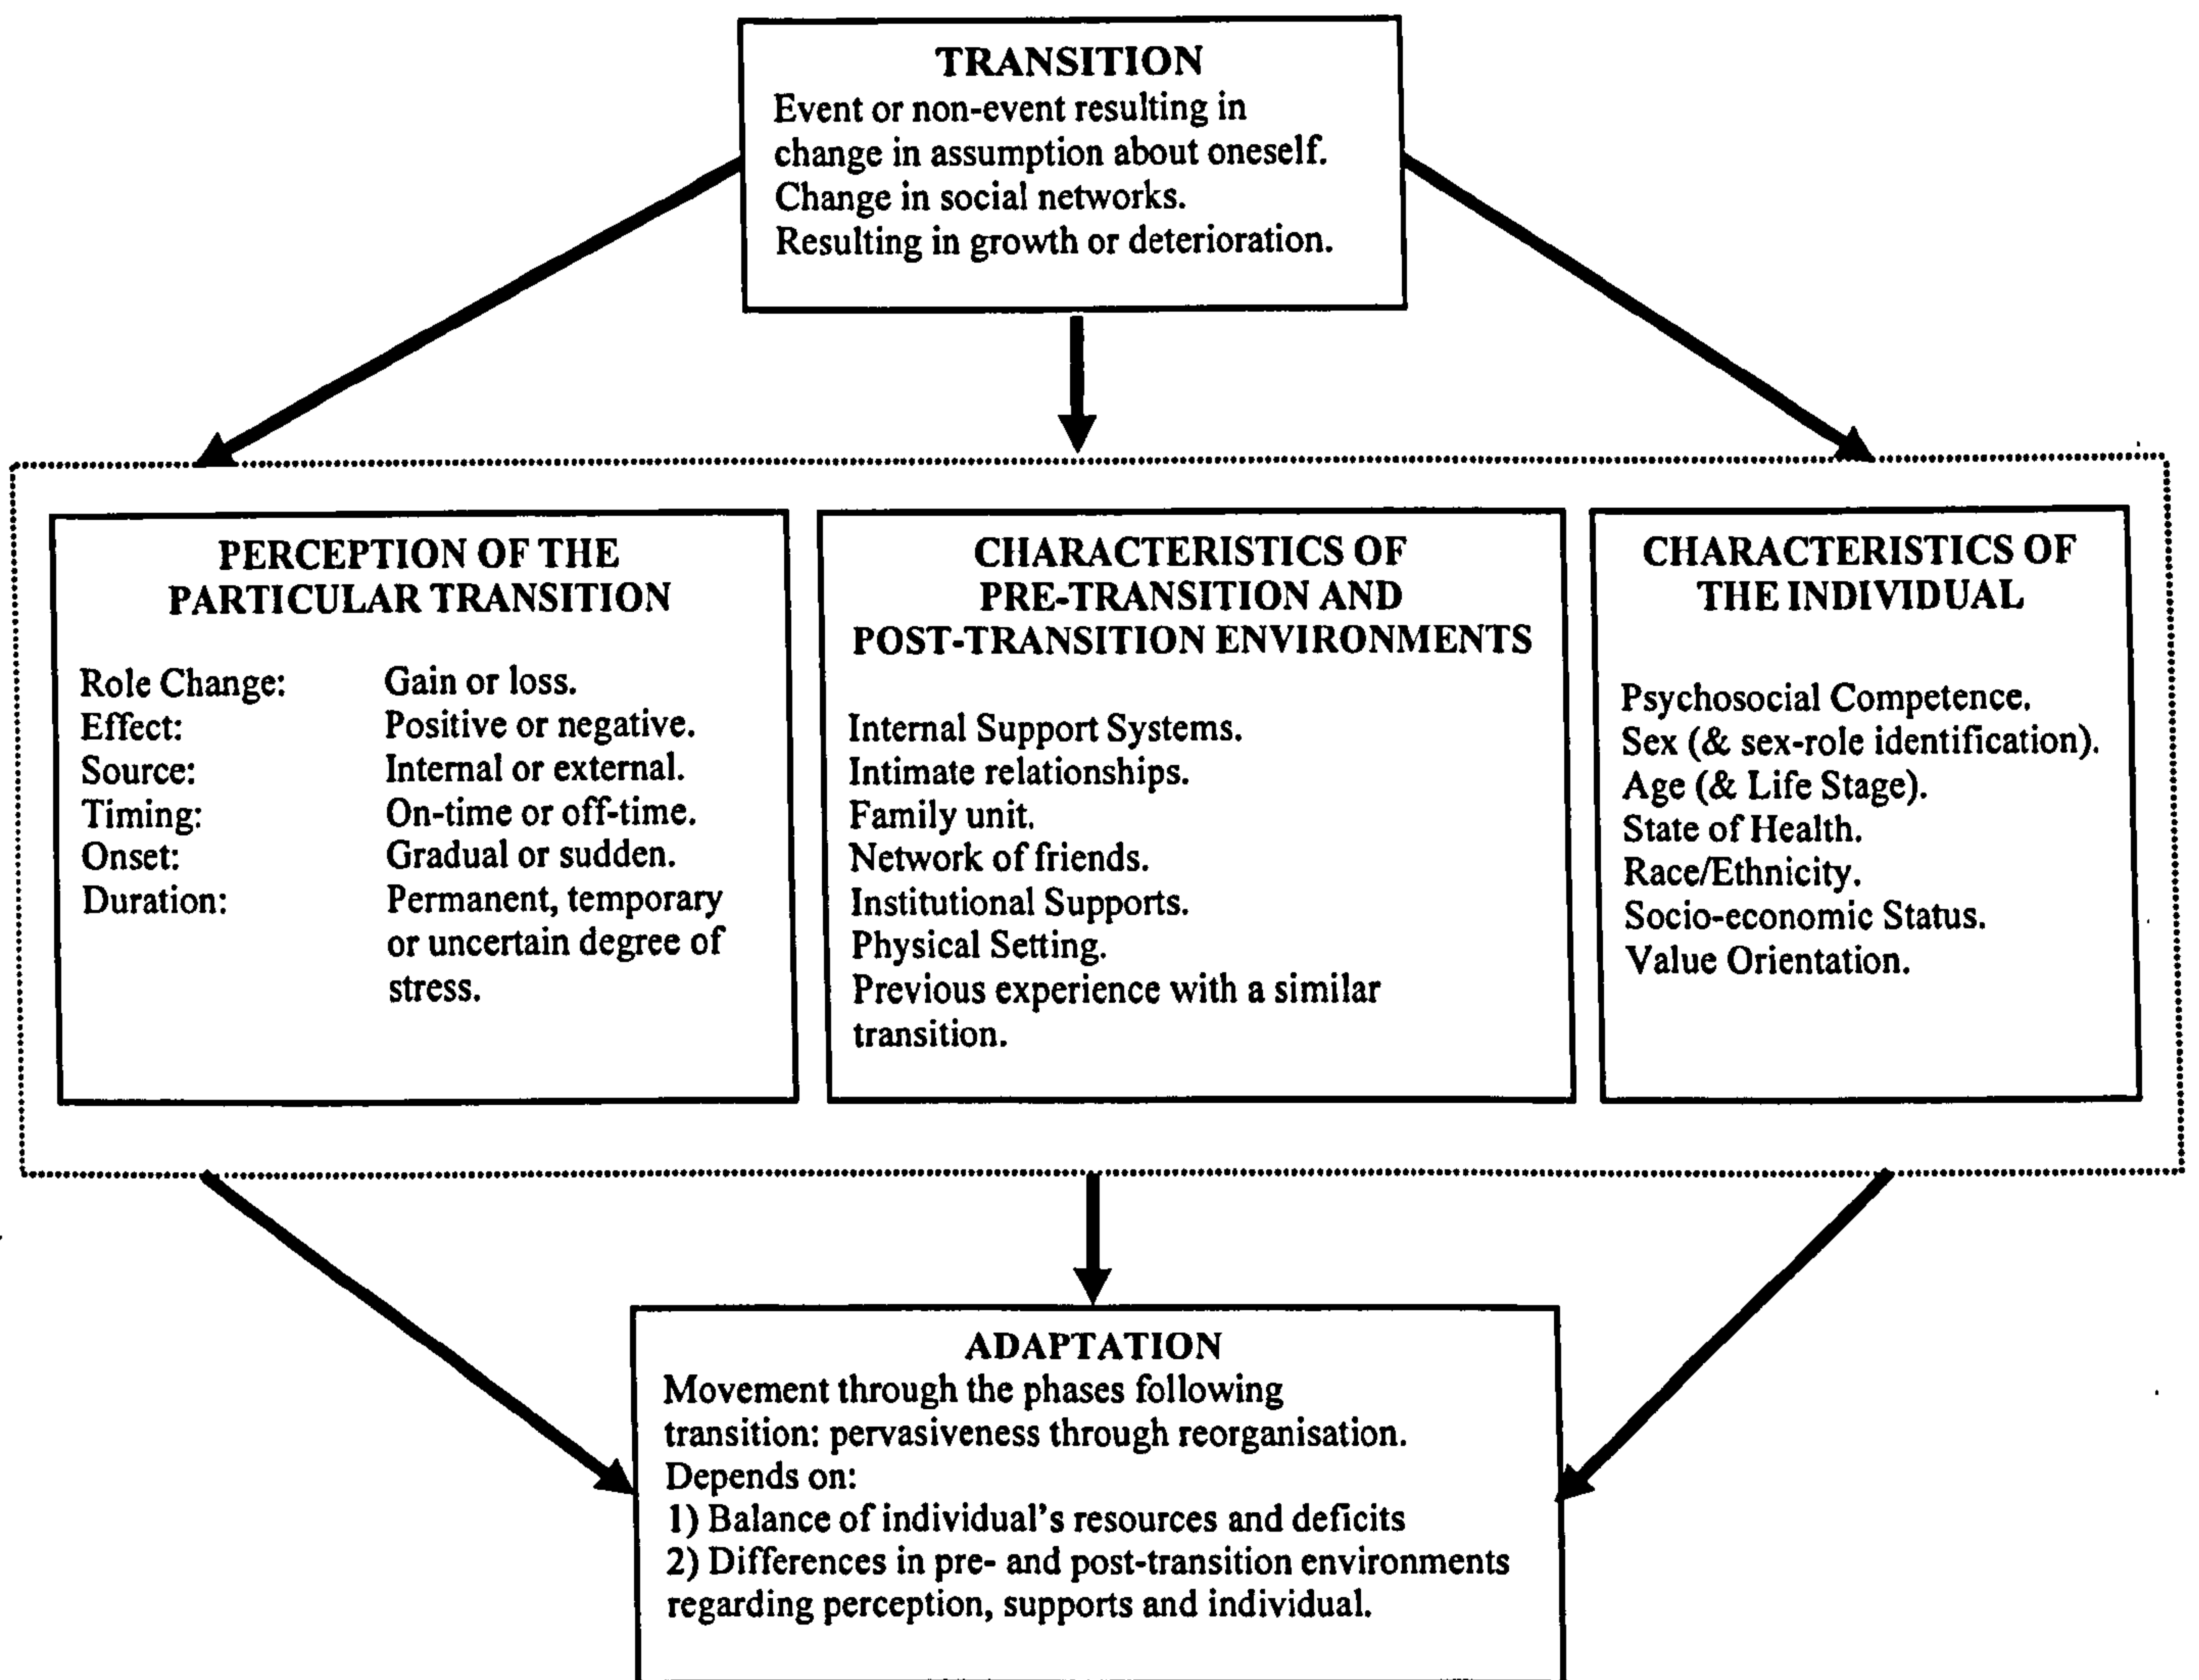 TRANSITION
Event or non-event resulting in
change in assumption about oneself.
Change in social networks.
Resulting in growth or deterioration.
PERCEPTION OF THE
PARTICULAR TRANSITION
Role Change: Gain or loss.
Effect: Positive or negative.
Source: Internal or external.
Timing: On-time or off-time.
Onset: Gradual or sudden.
Duration: Permanent, temporary
or uncertain degree of
stress.
CHARACTERISTICS OF
PRE-TRANSITION AND
POST-TRANSITION ENVIRONMENTS
Internal Support Systems.
Intimate relationships.
Family unit.
Network of friends.
Institutional Supports.
Physical Setting.
Previous experience with a similar
transition.
CHARACTERISTICS OF
THE INDIVIDUAL
Psychosocial Competence.
Sex (& sex-role identification).
Age (& Life Stage).
State of Health.
Race/Ethnicity.
Socio-economic Status.
Value Orientation.
ADAPTATION
Movement through the phases following
transition: pervasiveness through reorganisation.
Depends on:
1) Balance of individual's resources and deficits
2) Differences in pre- and post-transition environments
regarding perception, supports and individual.